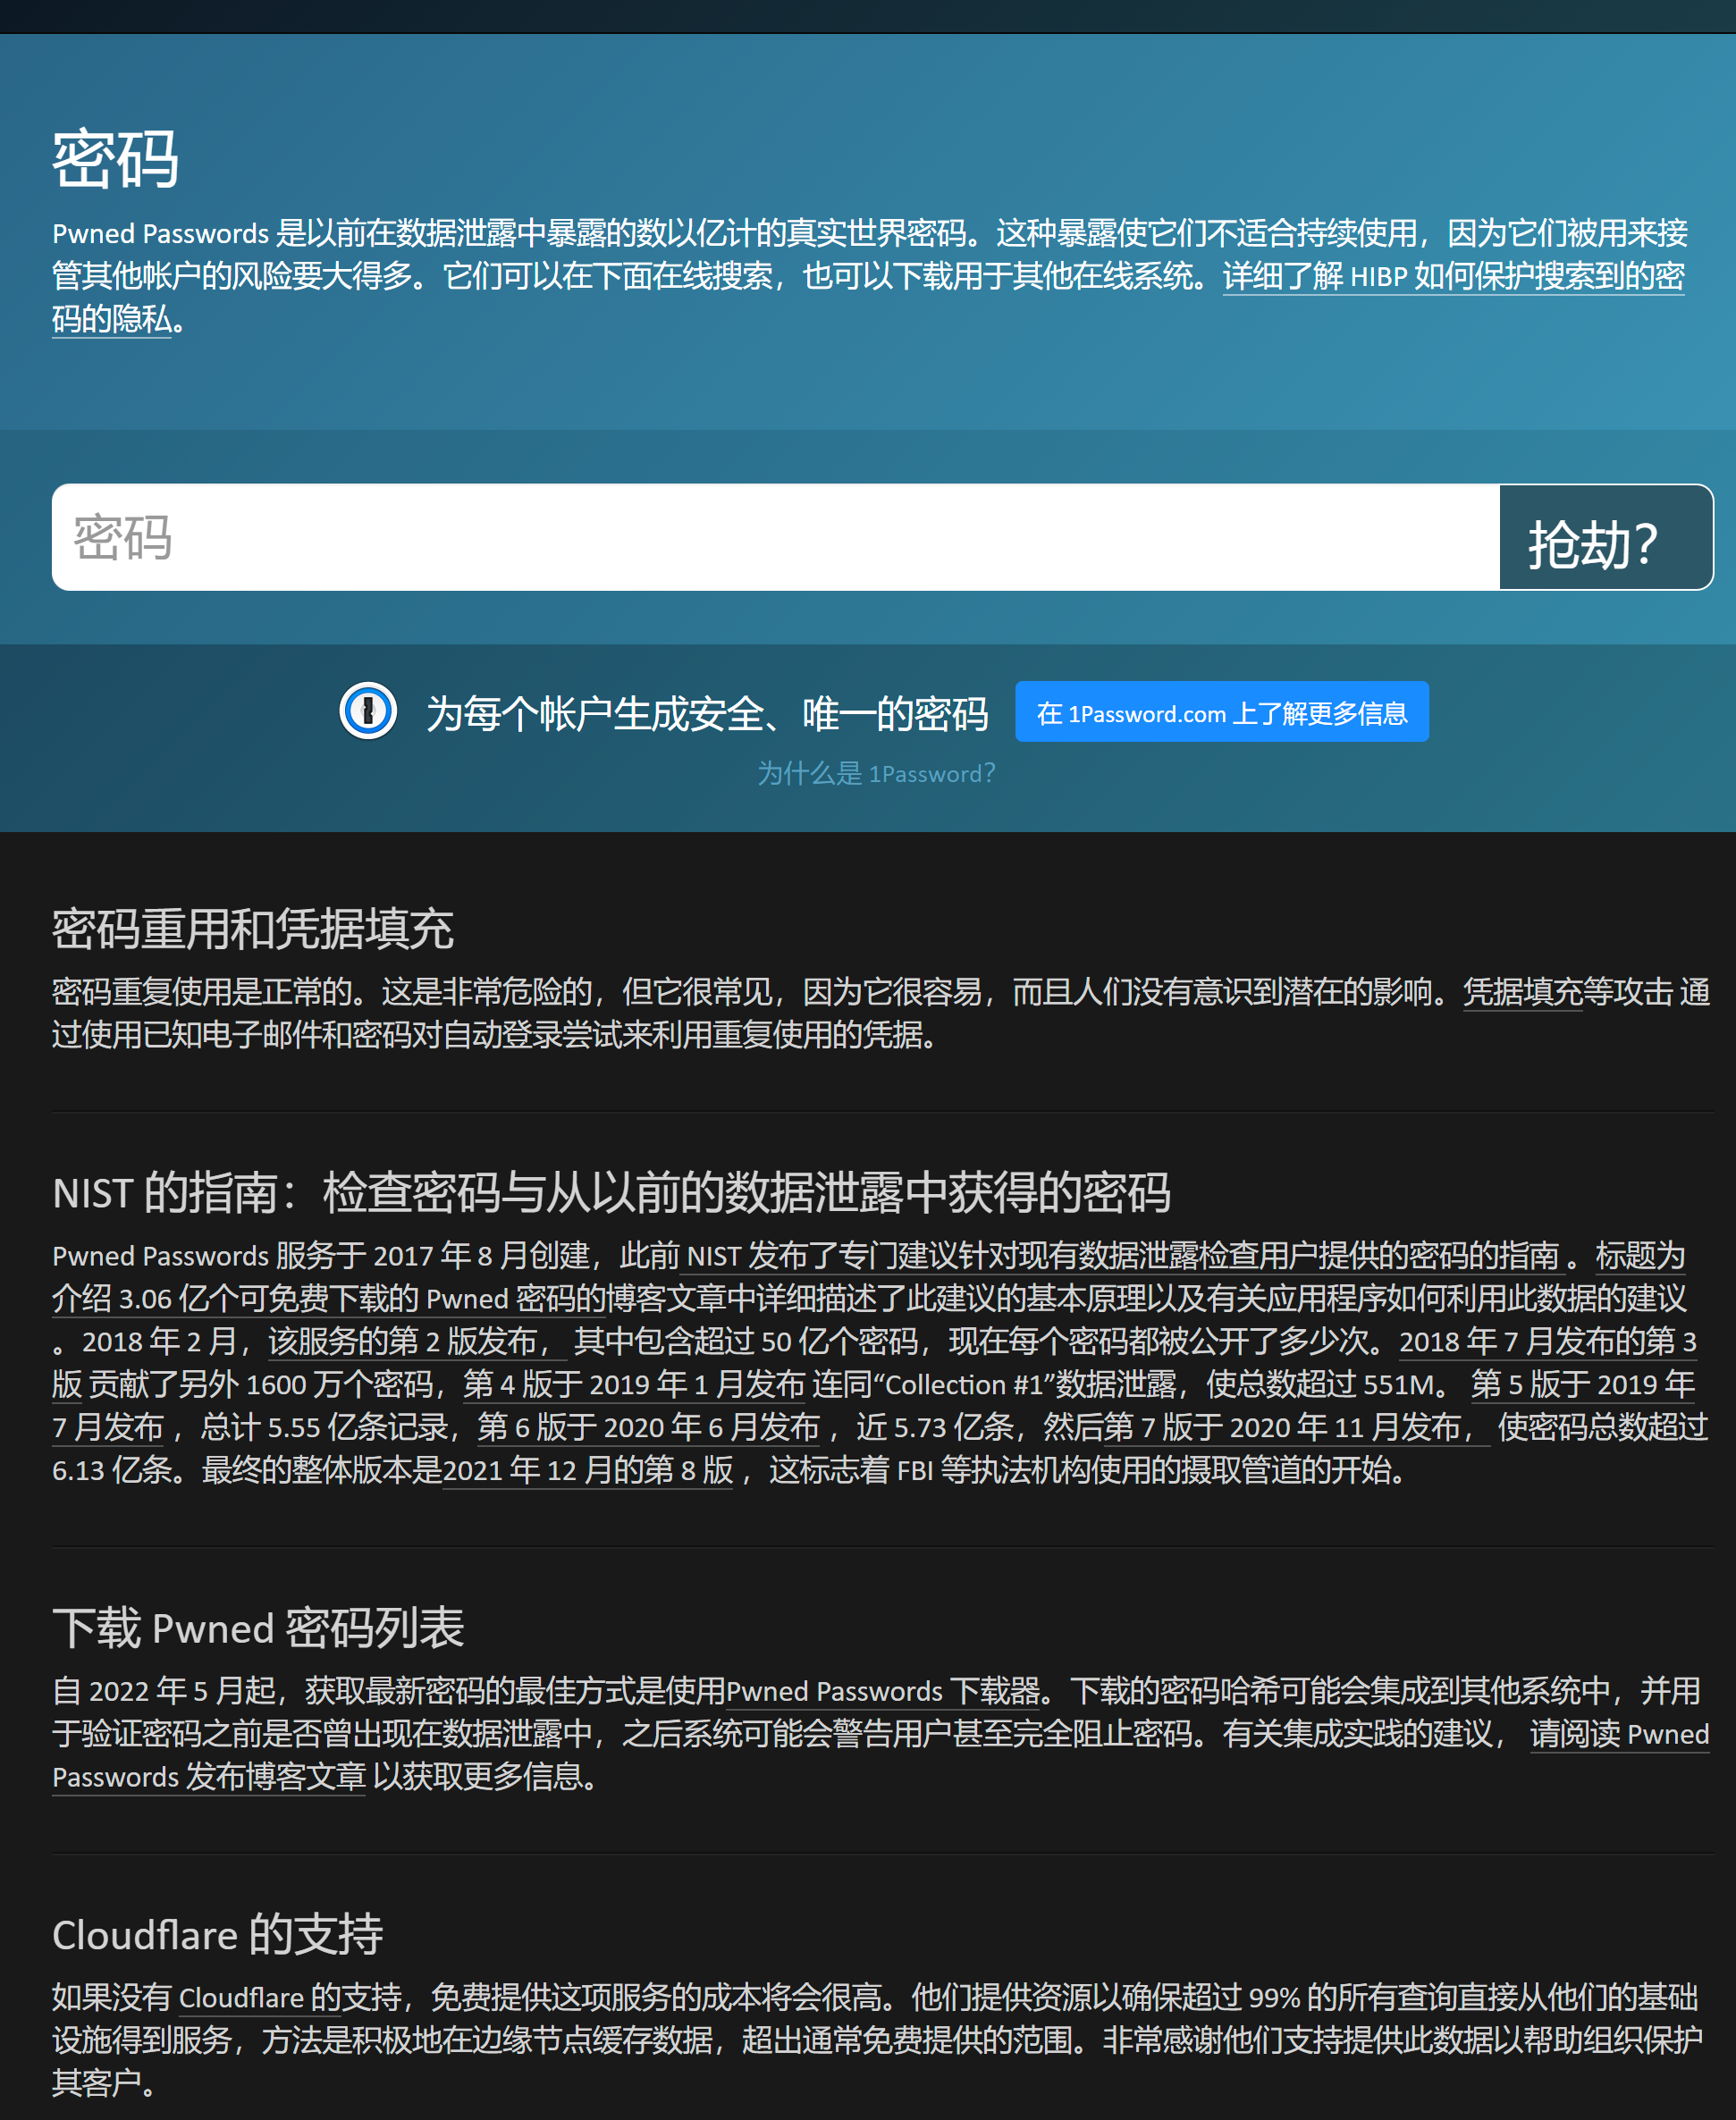 密码
Pwned Passwords 是以前在数据泄露中暴露的数以亿计的真实世界密码。这种暴露使它们不适合持续使用，因为它们被用来接
管其他帐户的风险要大得多。它们可以在下面在线搜索，也可以下载用于其他在线系统。详细了解 HIBP 如何保护搜索到的密
码的隐私。
密码
抢劫？
为每个帐户生成安全、唯一的密码
在 1Password.com 上了解更多信息
为什么是 1Password？
密码重用和凭据填充
密码重复使用是正常的。这是非常危险的，但它很常见，因为它很容易，而且人们没有意识到潜在的影响。凭据填充等攻击 通
过使用已知电子邮件和密码对自动登录尝试来利用重复使用的凭据。
NIST 的指南：检查密码与从以前的数据泄露中获得的密码
Pwned Passwords 服务于 2017 年 8 月创建，此前 NIST 发布了专门建议针对现有数据泄露检查用户提供的密码的指南 。标题为
介绍 3.06 亿个可免费下载的 Pwned 密码的博客文章中详细描述了此建议的基本原理以及有关应用程序如何利用此数据的建议
。2018 年 2 月，该服务的第 2 版发布， 其中包含超过 50 亿个密码，现在每个密码都被公开了多少次。2018 年 7 月发布的第 3
版 贡献了另外 1600 万个密码，第 4 版于 2019 年 1 月发布 连同“Collection #1”数据泄露，使总数超过 551M。 第 5 版于 2019 年
7 月发布 ，总计 5.55 亿条记录，第 6 版于 2020 年 6 月发布 ，近 5.73 亿条，然后第 7 版于 2020 年 11 月发布， 使密码总数超过
6.13 亿条。最终的整体版本是2021 年 12 月的第 8 版 ，这标志着 FBI 等执法机构使用的摄取管道的开始。
下载 Pwned 密码列表
自 2022 年 5 月起，获取最新密码的最佳方式是使用Pwned Passwords 下载器。下载的密码哈希可能会集成到其他系统中，并用
于验证密码之前是否曾出现在数据泄露中，之后系统可能会警告用户甚至完全阻止密码。有关集成实践的建议， 请阅读 Pwned
Passwords 发布博客文章 以获取更多信息。
Cloudflare 的支持
如果没有 Cloudflare 的支持，免费提供这项服务的成本将会很高。他们提供资源以确保超过 99% 的所有查询直接从他们的基础
设施得到服务，方法是积极地在边缘节点缓存数据，超出通常免费提供的范围。非常感谢他们支持提供此数据以帮助组织保护
其客户。